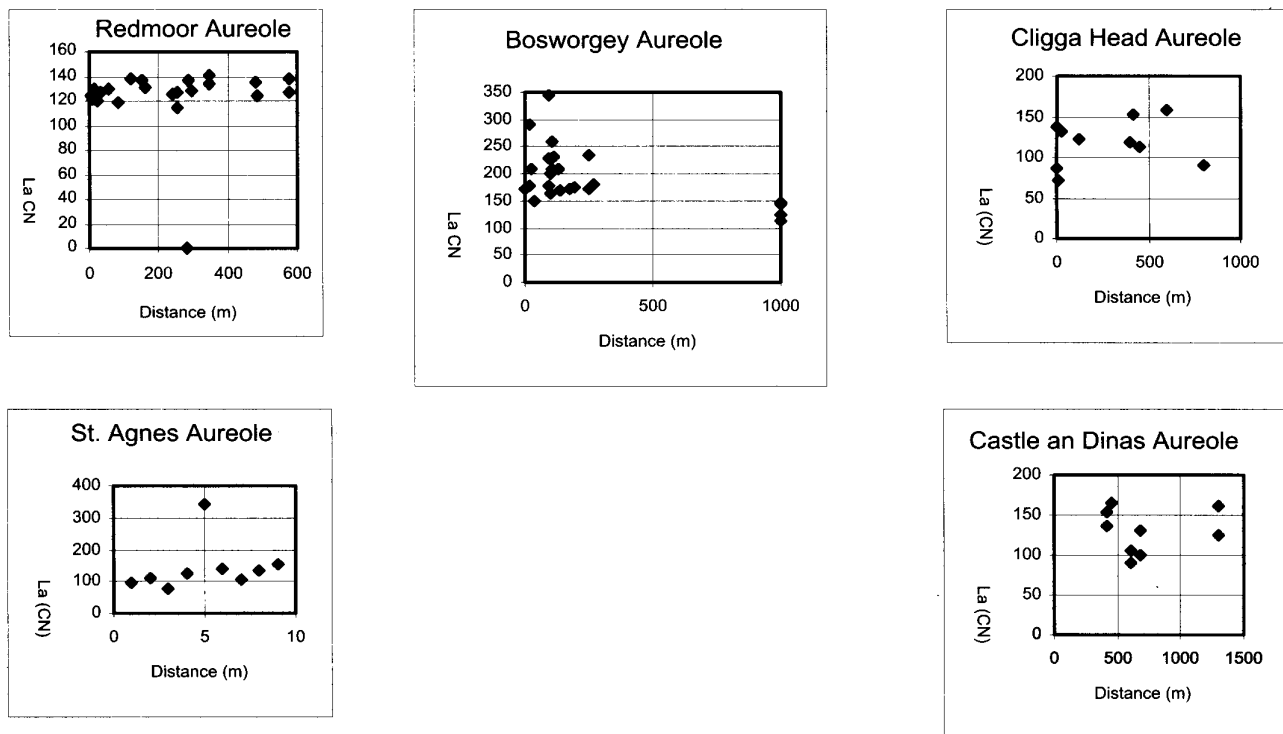 Redmoor Aureole
160
140
120
100
80
60
40
20
0
La CN
0 200 400 600
Distance (m)
Bosworgey Aureole
350
300
250
200
150
100
50
0
La CN
0 500 1000
Distance (m)
Cligga Head Aureole
200
150
100
50
0
La (CN)
0 500 1000
Distance (m)
St. Agnes Aureole
400
300
200
100
0
La (CN)
0 5 10
Distance (m)
Castle an Dinas Aureole
200
150
100
50
0
La (CN)
0 500 1000 1500
Distance (m)